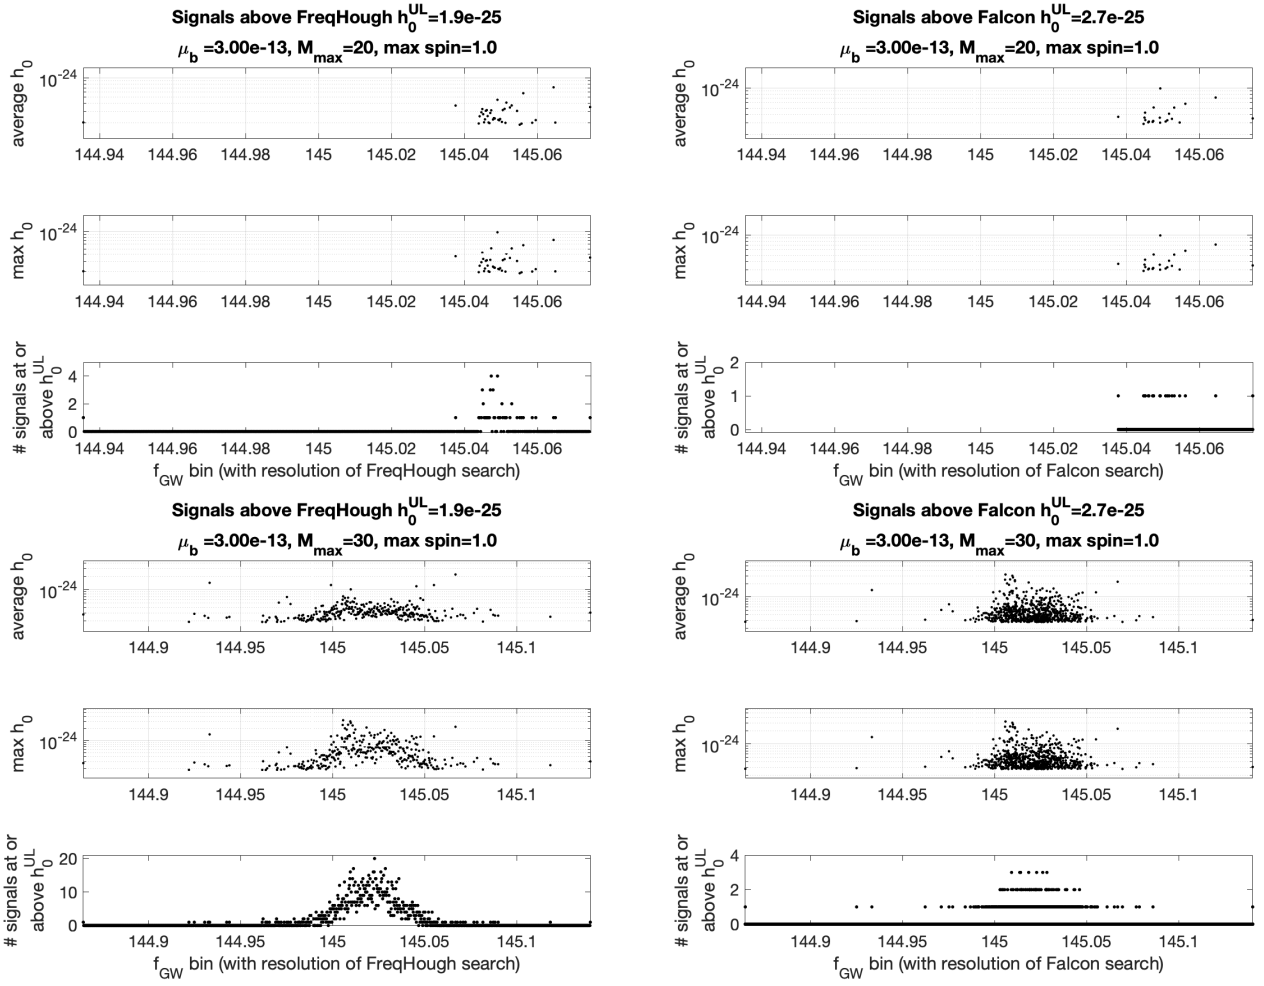 Signals above FreqHough h₀ᵁᴸ=1.9e-25
μ_b =3.00e-13, M_max=20, max spin=1.0
average h₀
10⁻²⁴
144.94 144.96 144.98 145 145.02 145.04 145.06
max h₀
10⁻²⁴
144.94 144.96 144.98 145 145.02 145.04 145.06
# signals at or
above h₀ᵁᴸ
4
2
0
144.94 144.96 144.98 145 145.02 145.04 145.06
f_GW bin (with resolution of FreqHough search)
Signals above Falcon h₀ᵁᴸ=2.7e-25
μ_b =3.00e-13, M_max=20, max spin=1.0
average h₀
10⁻²⁴
144.94 144.96 144.98 145 145.02 145.04 145.06
max h₀
10⁻²⁴
144.94 144.96 144.98 145 145.02 145.04 145.06
# signals at or
above h₀ᵁᴸ
2
1
0
144.94 144.96 144.98 145 145.02 145.04 145.06
f_GW bin (with resolution of Falcon search)
Signals above FreqHough h₀ᵁᴸ=1.9e-25
μ_b =3.00e-13, M_max=30, max spin=1.0
average h₀
10⁻²⁴
144.9 144.95 145 145.05 145.1
max h₀
10⁻²⁴
144.9 144.95 145 145.05 145.1
# signals at or
above h₀ᵁᴸ
20
10
0
144.9 144.95 145 145.05 145.1
f_GW bin (with resolution of FreqHough search)
Signals above Falcon h₀ᵁᴸ=2.7e-25
μ_b =3.00e-13, M_max=30, max spin=1.0
average h₀
10⁻²⁴
144.9 144.95 145 145.05 145.1
max h₀
10⁻²⁴
144.9 144.95 145 145.05 145.1
# signals at or
above h₀ᵁᴸ
4
2
0
144.9 144.95 145 145.05 145.1
f_GW bin (with resolution of Falcon search)